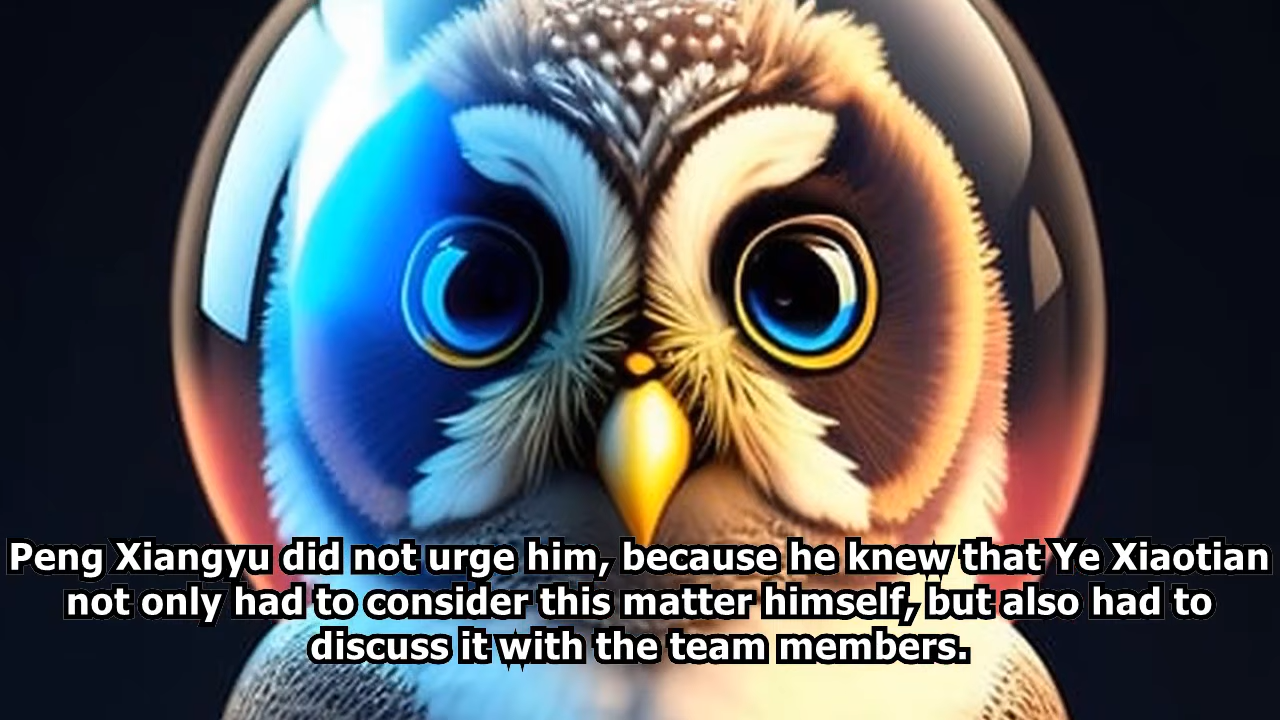 Peng Xiangyu did not urge him, because he knew that Ye Xiaotian
not only had to consider this matter himself, but also had to
discuss it with the team members.